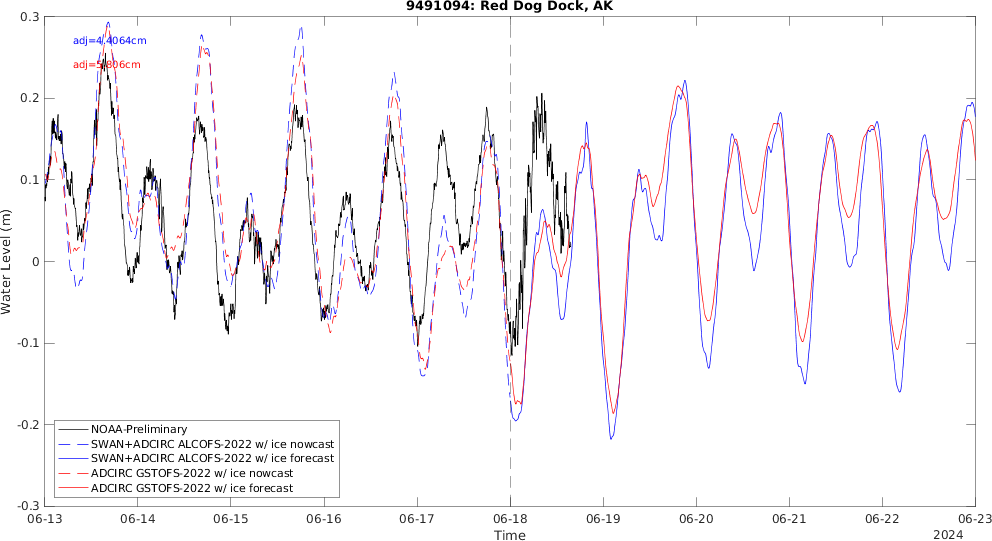 9491094: Red Dog Dock, AK
0.3
adj=4.4064cm
adj=5.806cm
0.2
0.1
0
-0.1
-0.2
-0.3
Water Level (m)
NOAA-Preliminary
SWAN+ADCIRC ALCOFS-2022 w/ ice nowcast
SWAN+ADCIRC ALCOFS-2022 w/ ice forecast
ADCIRC GSTOFS-2022 w/ ice nowcast
ADCIRC GSTOFS-2022 w/ ice forecast
06-13 06-14 06-15 06-16 06-17 06-18 06-19 06-20 06-21 06-22 06-23
Time
2024